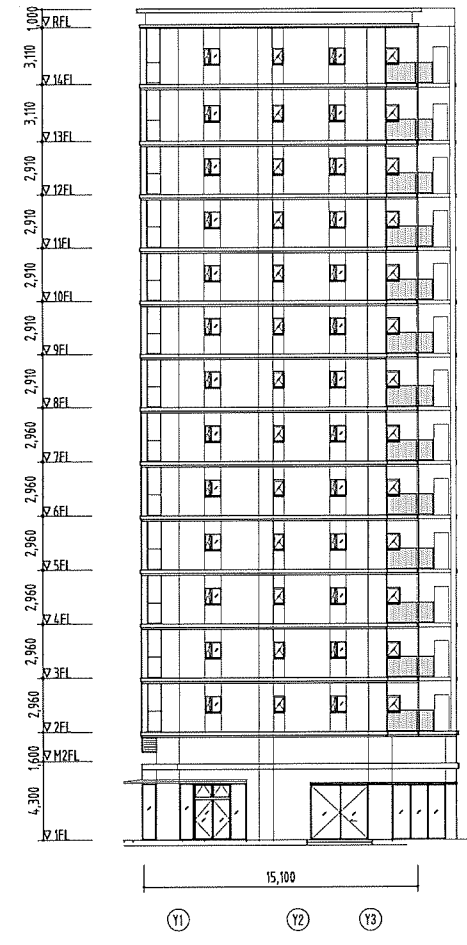 1,000
▽ RFL
3,110
▽ 14FL
3,110
▽ 13FL
2,910
▽ 12FL
2,910
▽ 11FL
2,910
▽ 10FL
2,910
▽ 9FL
2,910
▽ 8FL
2,960
▽ 7FL
2,960
▽ 6FL
2,960
▽ 5FL
2,960
▽ 4FL
2,960
▽ 3FL
2,960
▽ 2FL
1,600
▽ M2FL
4,300
▽ 1FL
15,100
Y1 Y2 Y3